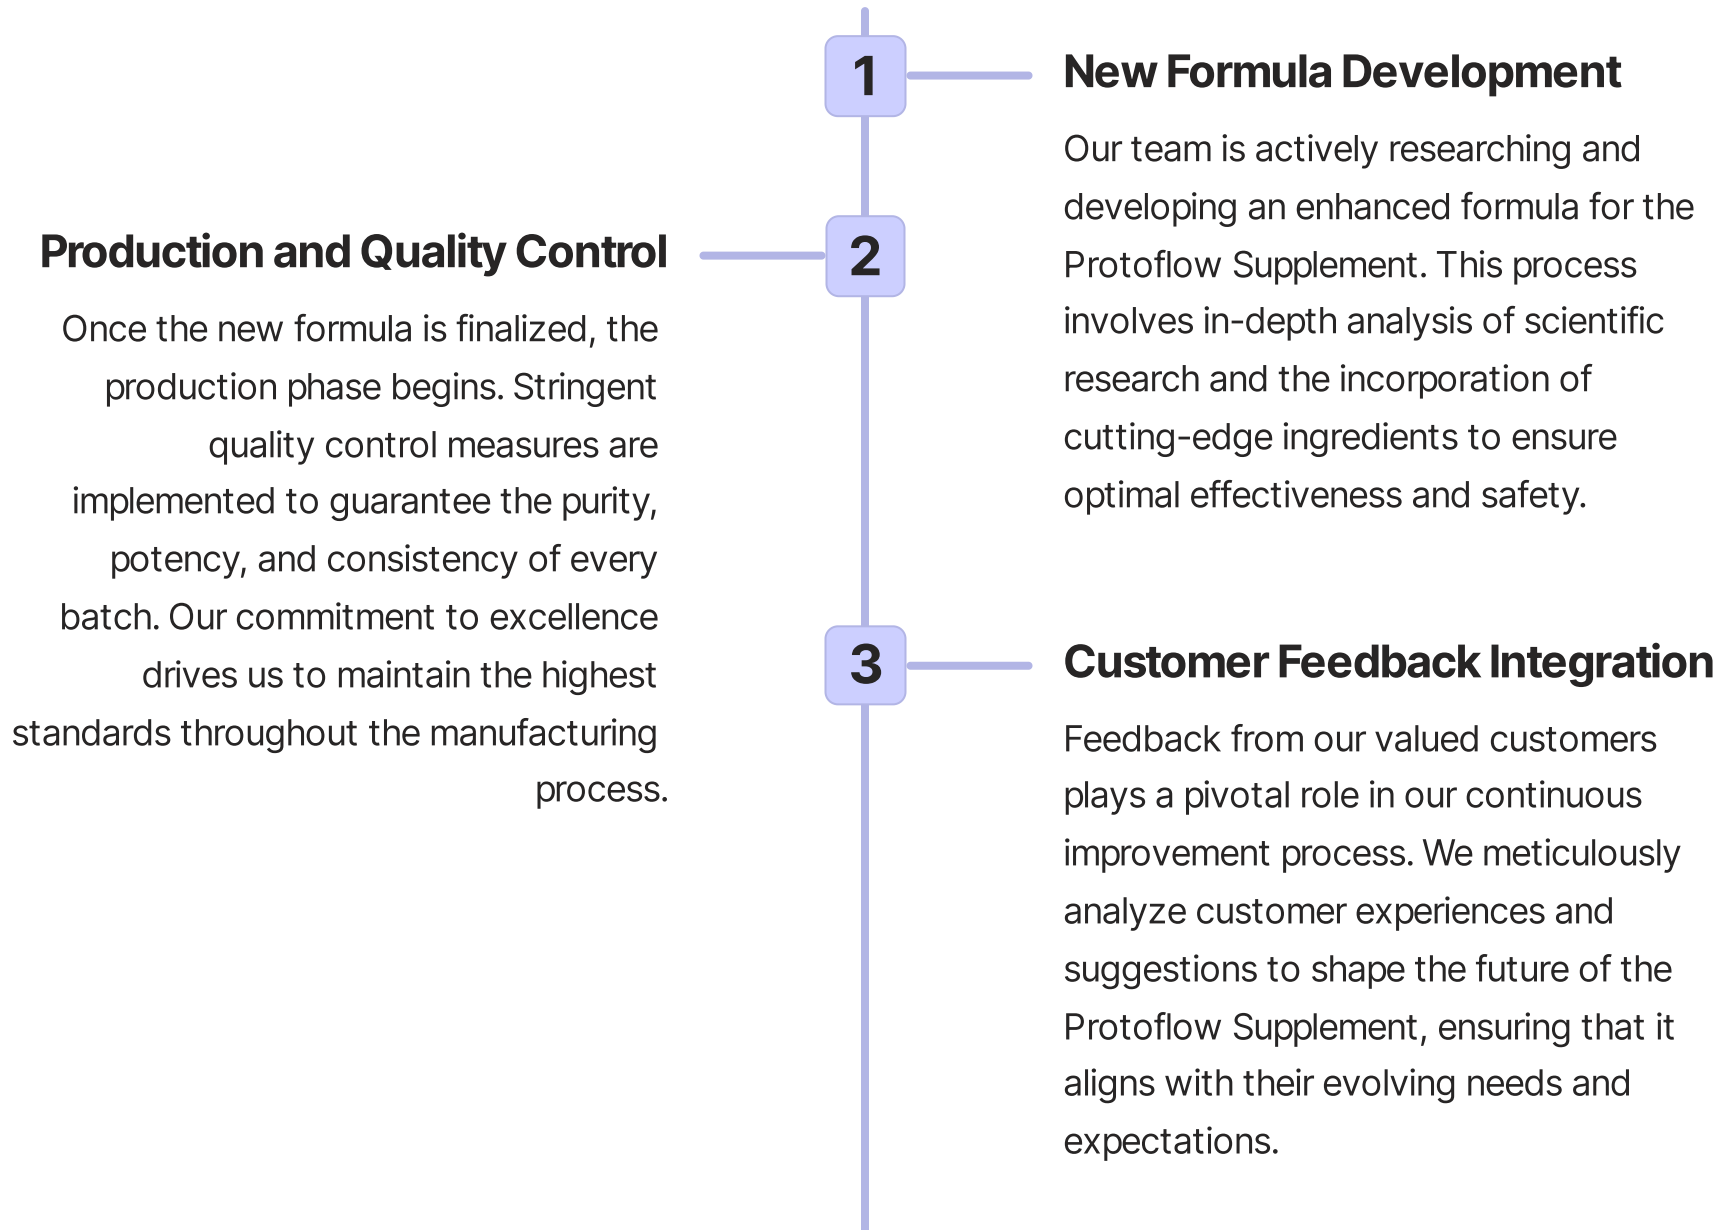 1
New Formula Development
Our team is actively researching and
developing an enhanced formula for the
Protoflow Supplement. This process
involves in-depth analysis of scientific
research and the incorporation of
cutting-edge ingredients to ensure
optimal effectiveness and safety.
2
Production and Quality Control
Once the new formula is finalized, the
production phase begins. Stringent
quality control measures are
implemented to guarantee the purity,
potency, and consistency of every
batch. Our commitment to excellence
drives us to maintain the highest
standards throughout the manufacturing
process.
3
Customer Feedback Integration
Feedback from our valued customers
plays a pivotal role in our continuous
improvement process. We meticulously
analyze customer experiences and
suggestions to shape the future of the
Protoflow Supplement, ensuring that it
aligns with their evolving needs and
expectations.